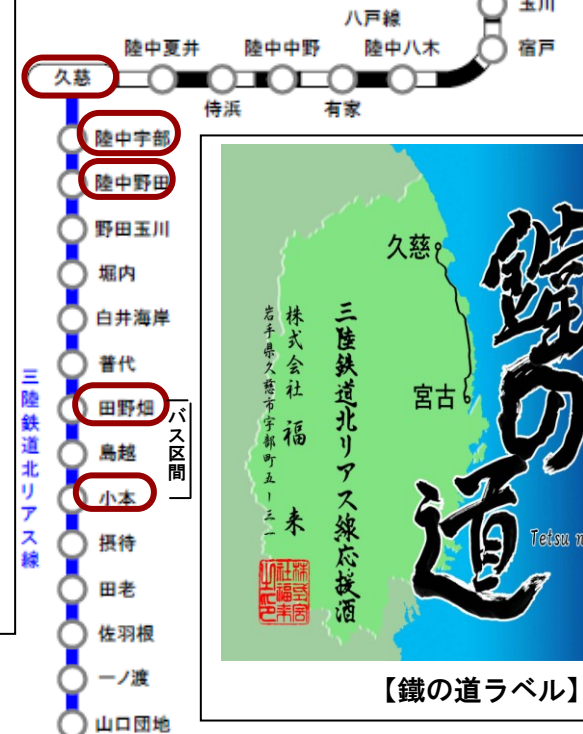 玉川
八戸線
陸中夏井
陸中中野
陸中八木
宿戸
久慈
侍浜
有家
陸中宇部
陸中野田
野田玉川
堀内
白井海岸
普代
田野畑
島越
小本
摂待
田老
佐羽根
一ノ渡
山口団地
バス区間
三陸鉄道北リアス線
久慈
宮古
鐵の道
三陸鉄道北リアス線応援酒
株式会社 福来
岩手県久慈市宇部町五ー三一
【鐵の道ラベル】